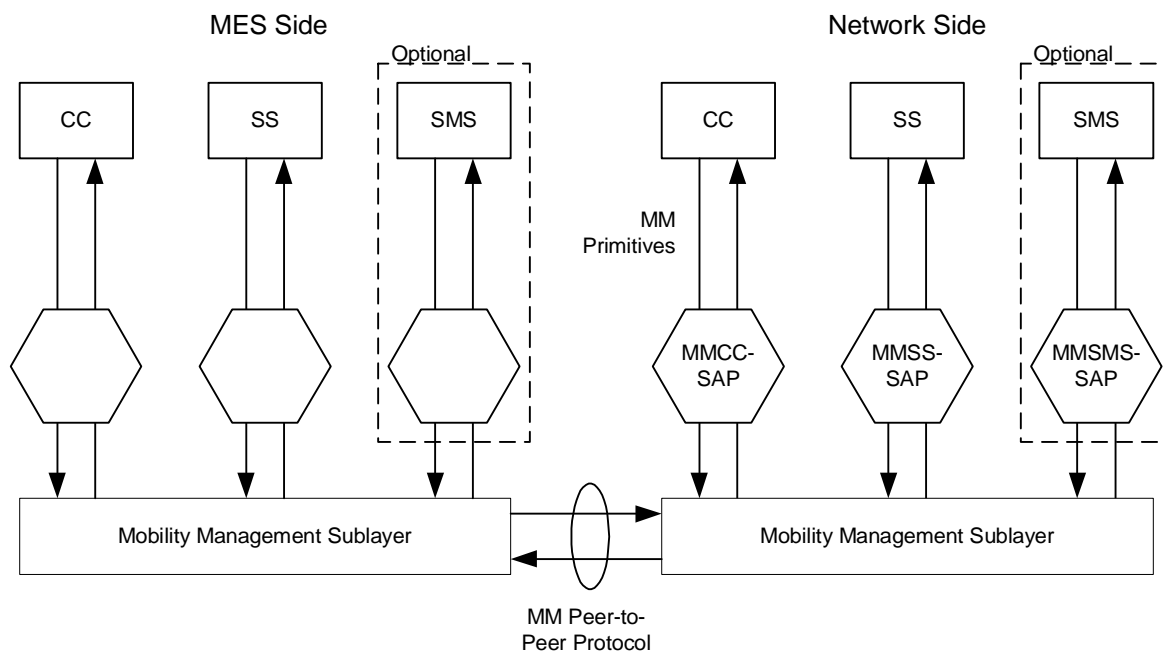 MES Side
Network Side
Optional
Optional
CC
SS
SMS
CC
SS
SMS
MM
Primitives
MMCC-
SAP
MMSS-
SAP
MMSMS-
SAP
Mobility Management Sublayer
Mobility Management Sublayer
MM Peer-to-
Peer Protocol